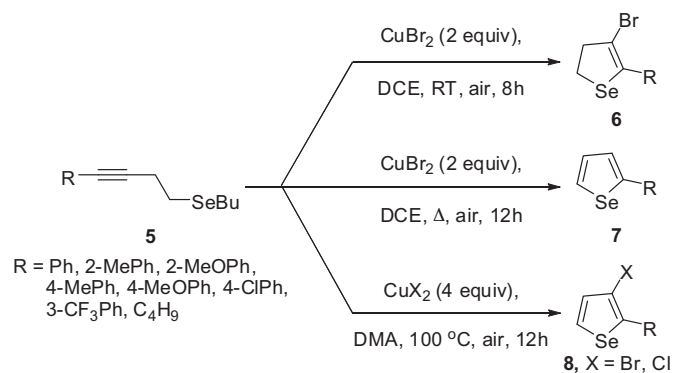 CuBr₂ (2 equiv),
DCE, RT, air, 8h
Br
R
Se
6
R
SeBu
5
R = Ph, 2-MePh, 2-MeOPh,
4-MePh, 4-MeOPh, 4-ClPh,
3-CF₃Ph, C₄H₉
CuBr₂ (2 equiv),
DCE, Δ, air, 12h
R
Se
7
CuX₂ (4 equiv),
DMA, 100 °C, air, 12h
X
R
Se
8, X = Br, Cl